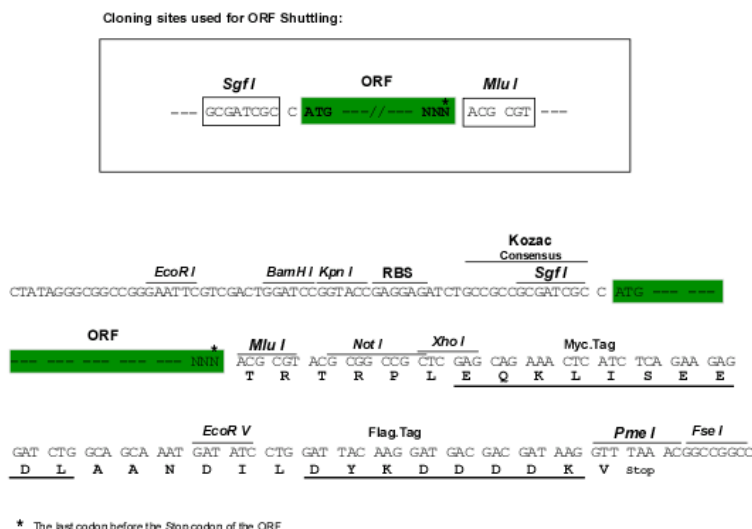 Cloning sites used for ORF Shuttling:
Sgf I ORF Mlu I
--- GCGATCGC C ATG ---//--- NNN* ACG CGT ---
Kozac
Consensus
EcoR I BamH I Kpn I RBS Sgf I
CTATAGGGCGGCCGGGAATTCGTCGACTGGATCCGGTACCGAGGAGATCTGCCGCCGCGATCGC C ATG --- ---
ORF Mlu I Not I Xho I Myc.Tag
--- --- --- --- --- --- NNN* ACG CGT ACG CGG CCG CTC GAG CAG AAA CTC ATC TCA GAA GAG
T R T R P L E Q K L I S E E
EcoR V Flag.Tag Pme I Fse I
GAT CTG GCA GCA AAT GAT ATC CTG GAT TAC AAG GAT GAC GAC GAT AAG GTT TAA ACGGCCGGCC
D L A A N D I L D Y K D D D D K V Stop
* The last codon before the Stop codon of the ORF